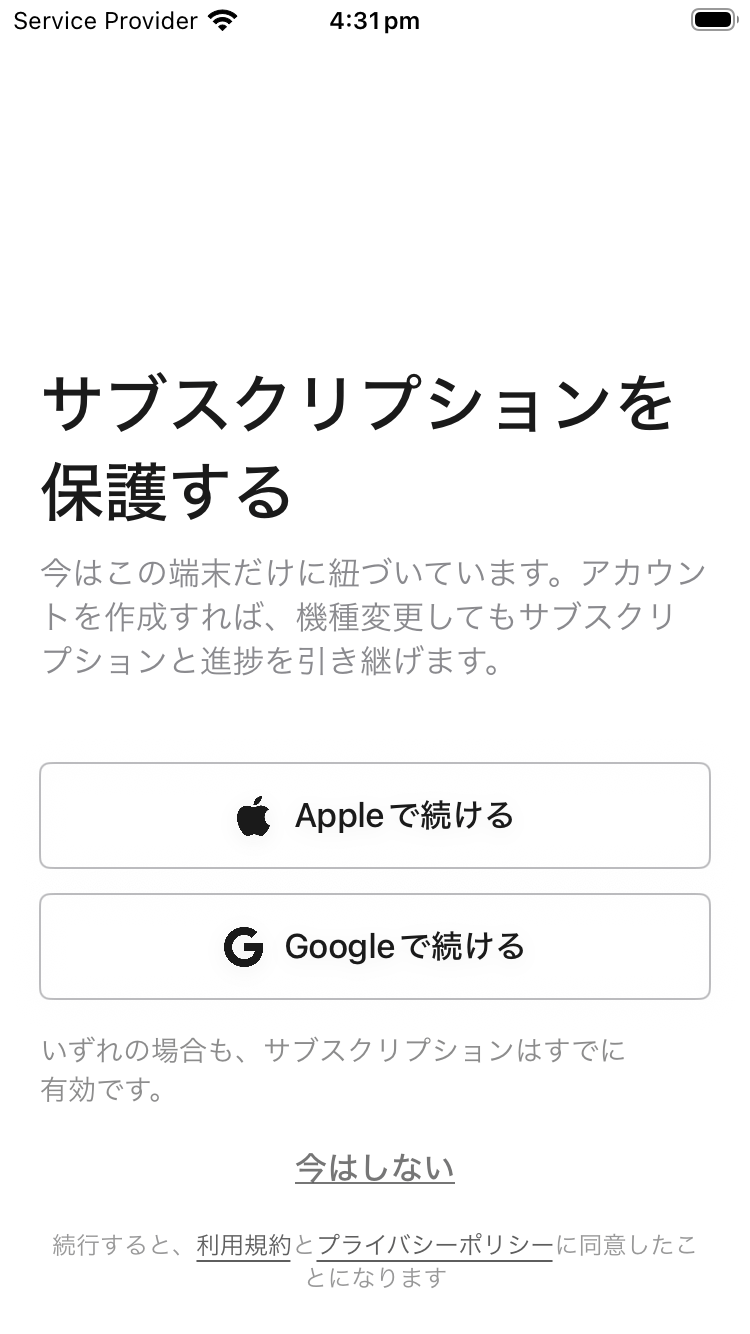 Service Provider 4:31 pm
サブスクリプションを
保護する
今はこの端末だけに紐づいています。アカウン
トを作成すれば、機種変更してもサブスクリ
プションと進捗を引き継げます。
Appleで続ける
Googleで続ける
いずれの場合も、サブスクリプションはすでに
有効です。
今はしない
続行すると、利用規約とプライバシーポリシーに同意したこ
とになります